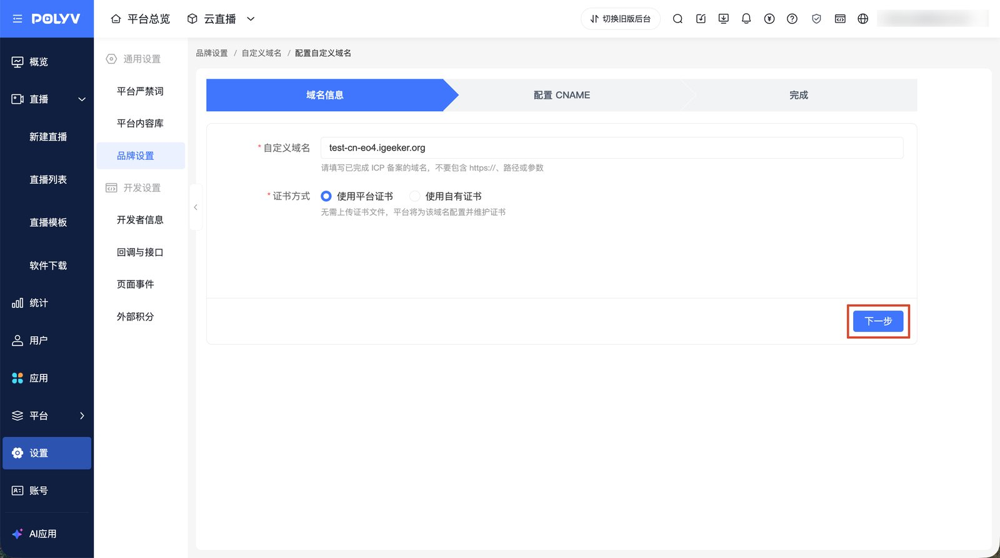 POLYV
平台总览
云直播
切换旧版后台
概览
直播
新建直播
直播列表
直播模板
软件下载
统计
用户
应用
平台
设置
账号
AI应用
通用设置
平台严禁词
平台内容库
品牌设置
开发设置
开发者信息
回调与接口
页面事件
外部积分
品牌设置 / 自定义域名 / 配置自定义域名
域名信息
配置 CNAME
完成
* 自定义域名 test-cn-eo4.igeeker.org
请填写已完成 ICP 备案的域名，不要包含 https://、路径或参数
* 证书方式 使用平台证书 使用自有证书
无需上传证书文件，平台将为该域名配置并维护证书
下一步